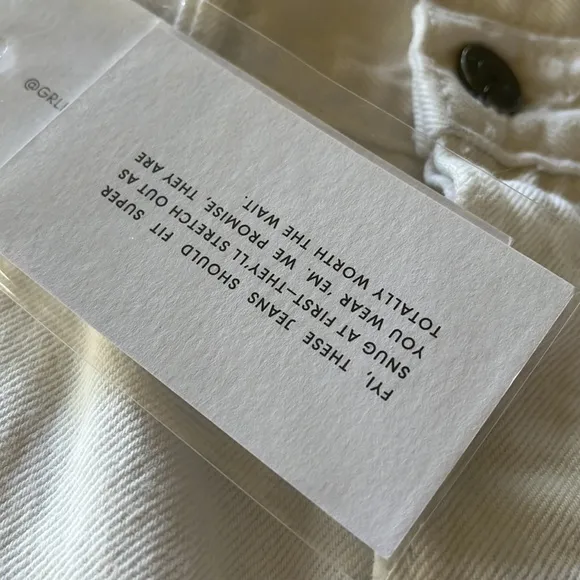 FYI, THESE JEANS SHOULD FIT SUPER
SNUG AT FIRST–THEY'LL STRETCH OUT AS
YOU WEAR 'EM. WE PROMISE, THEY ARE
TOTALLY WORTH THE WAIT.